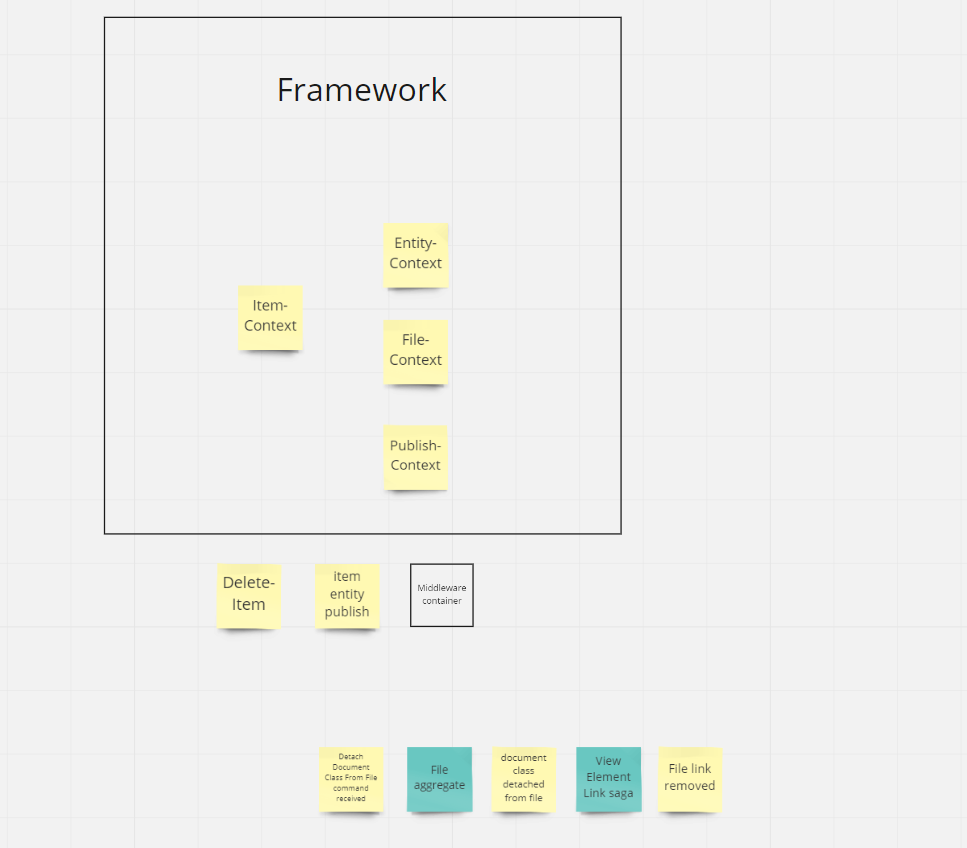 Framework
Entity-
Context
Item-
Context
File-
Context
Publish-
Context
Delete-
Item
item
entity
publish
Middleware
container
Detach
Document
Class From File
command
received
File
aggregate
document
class
detached
from file
View
Element
Link saga
File link
removed